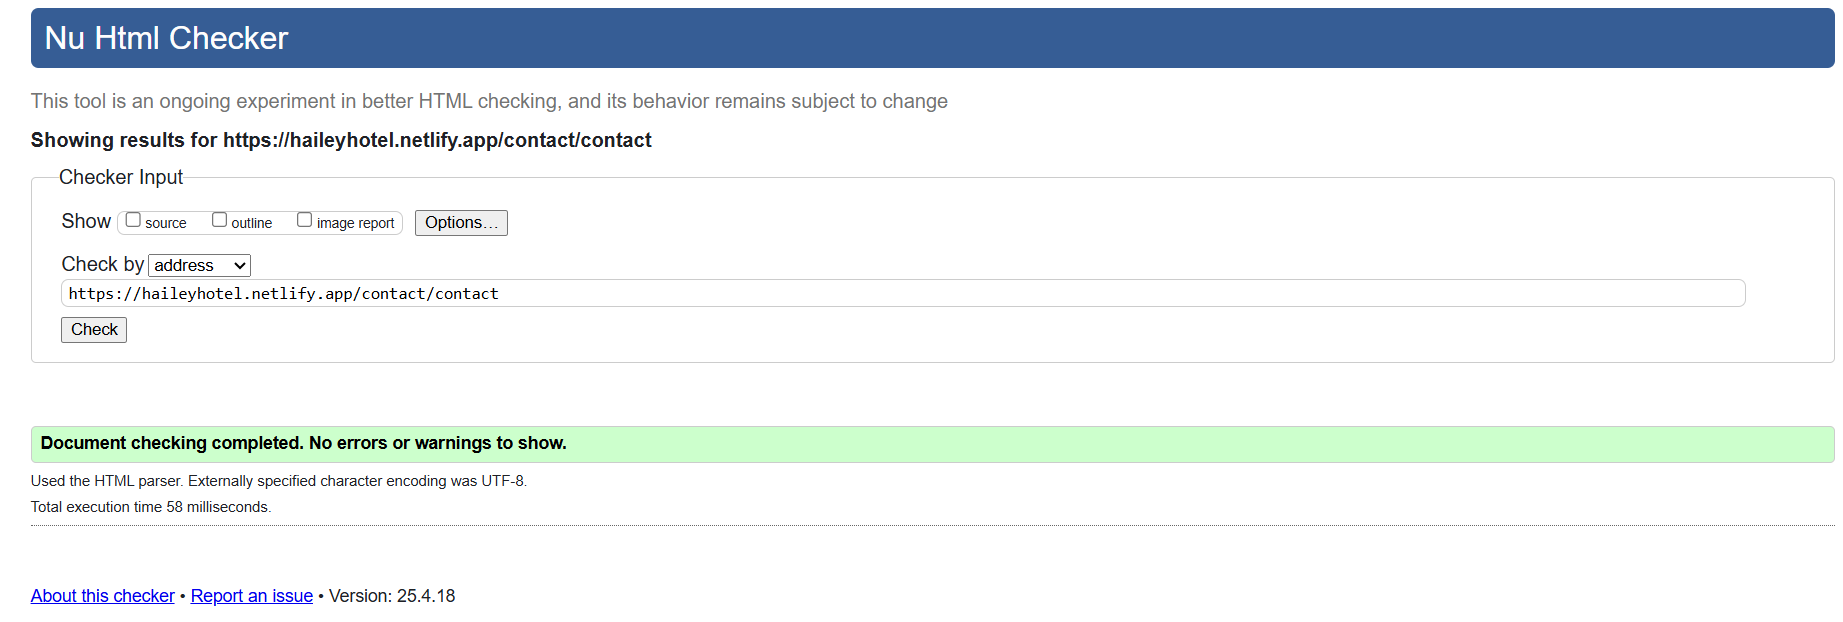 Nu Html Checker
This tool is an ongoing experiment in better HTML checking, and its behavior remains subject to change
Showing results for https://haileyhotel.netlify.app/contact/contact
Checker Input
Show source outline image report Options...
Check by address
https://haileyhotel.netlify.app/contact/contact
Check
Document checking completed. No errors or warnings to show.
Used the HTML parser. Externally specified character encoding was UTF-8.
Total execution time 58 milliseconds.
About this checker • Report an issue • Version: 25.4.18